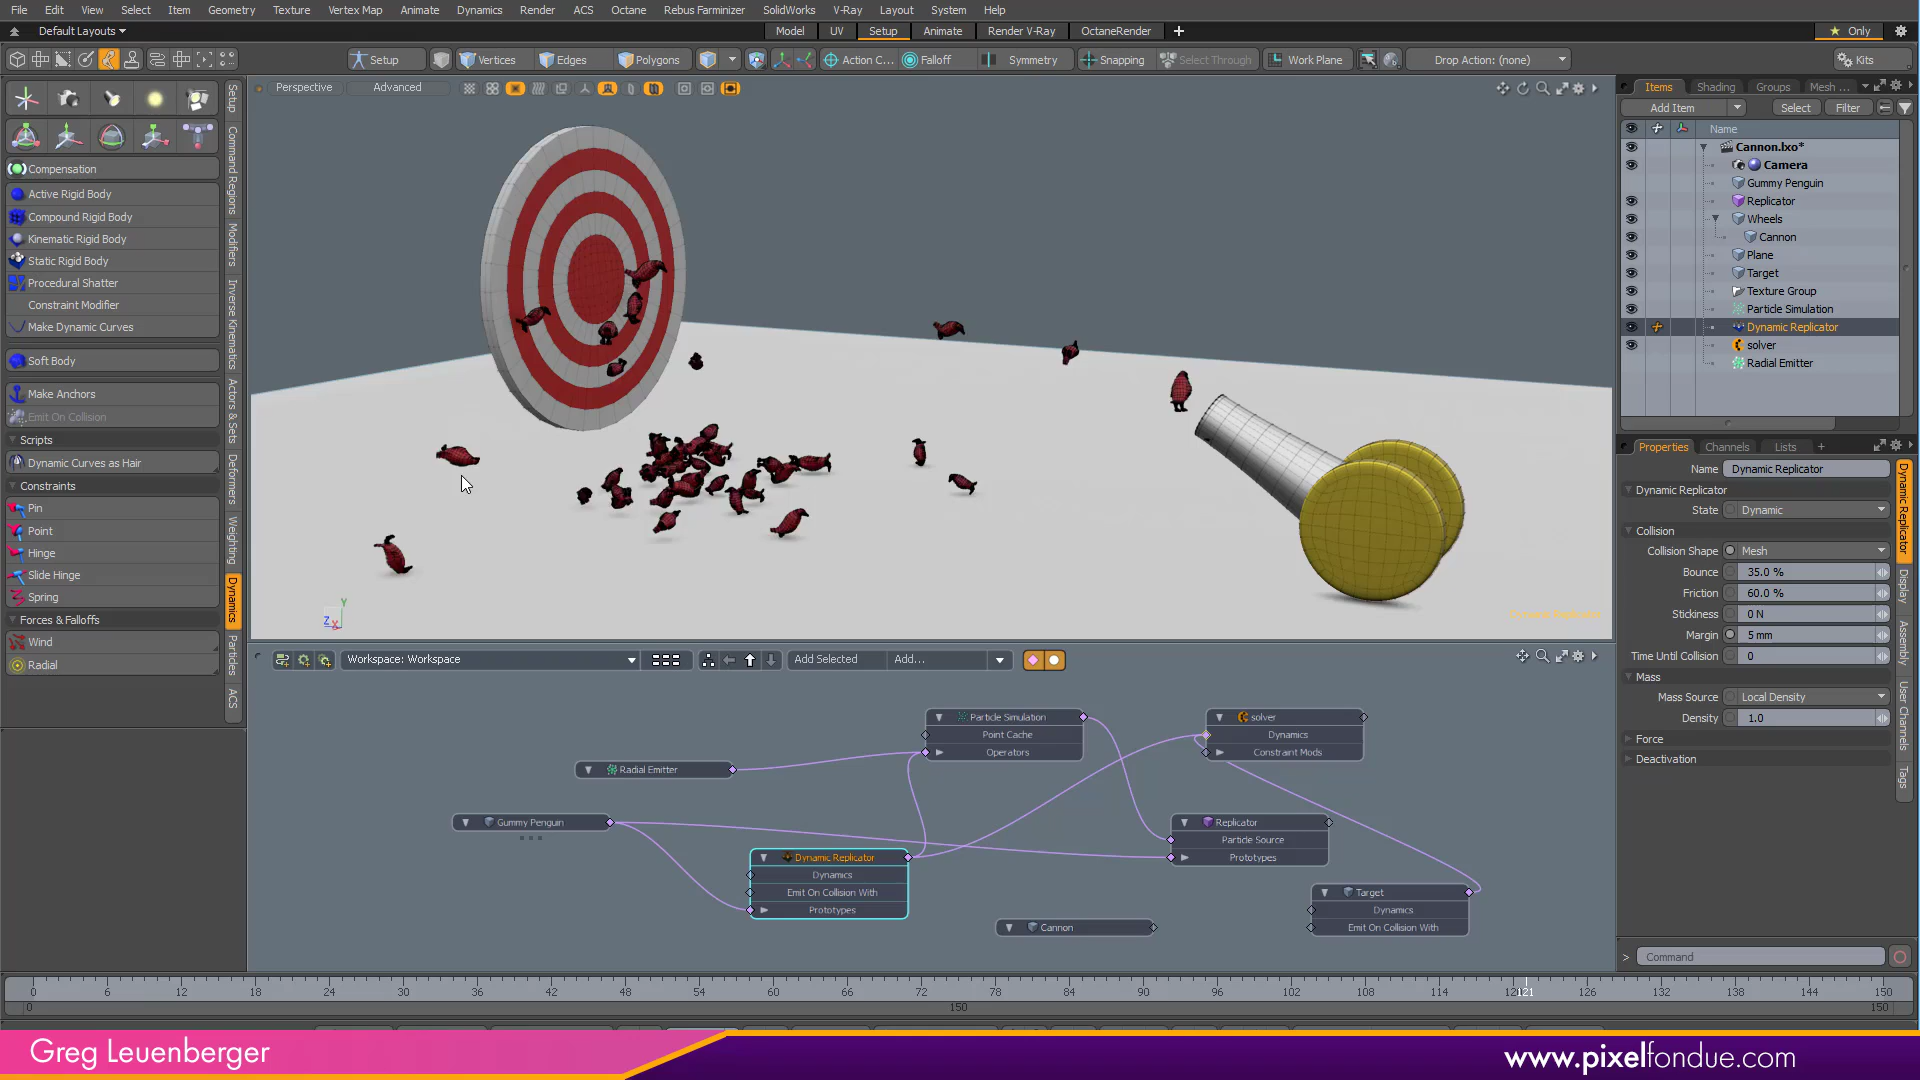 File Edit View Select Item Geometry Texture Vertex Map Animate Dynamics Render ACS Octane Rebus Farminizer SolidWorks V-Ray Layout System Help
Default Layouts Model UV Setup Animate Render V-Ray OctaneRender + Only
Setup Vertices Edges Polygons Action C... Falloff Symmetry Snapping Select Through Work Plane Drop Action: (none) Kits
Perspective Advanced
Compensation
Active Rigid Body
Compound Rigid Body
Kinematic Rigid Body
Static Rigid Body
Procedural Shatter
Constraint Modifier
Make Dynamic Curves
Soft Body
Make Anchors
Emit On Collision
Scripts
Dynamic Curves as Hair
Constraints
Pin
Point
Hinge
Slide Hinge
Spring
Forces & Falloffs
Wind
Radial
Setup
Command Regions
Modifiers
Inverse Kinematics
Actors & Sets
Deformers
Weighting
Dynamics
Particles
ACS
Y
Z X
Workspace: Workspace Add Selected Add...
Particle Simulation
Point Cache
Operators
solver
Dynamics
Constraint Mods
Radial Emitter
Gummy Penguin
Replicator
Particle Source
Prototypes
Dynamic Replicator
Dynamics
Emit On Collision With
Prototypes
Target
Dynamics
Emit On Collision With
Cannon
Items Shading Groups Mesh ...
Add Item Select Filter
Name
Cannon.lxo*
Camera
Gummy Penguin
Replicator
Wheels
Cannon
Plane
Target
Texture Group
Particle Simulation
Dynamic Replicator
solver
Radial Emitter
Properties Channels Lists +
Name Dynamic Replicator
Dynamic Replicator
State Dynamic
Collision
Collision Shape Mesh
Bounce 35.0 %
Friction 60.0 %
Stickiness 0 N
Margin 5 mm
Time Until Collision 0
Mass
Mass Source Local Density
Density 1.0
Force
Deactivation
Dynamic Replicator
Display
Assembly
User Channels
Tags
> Command
0 6 12 18 24 30 36 42 48 54 60 66 72 78 84 90 96 102 108 114 121 126 132 138 144 150
0 150 150
Greg Leuenberger
www.pixelfondue.com